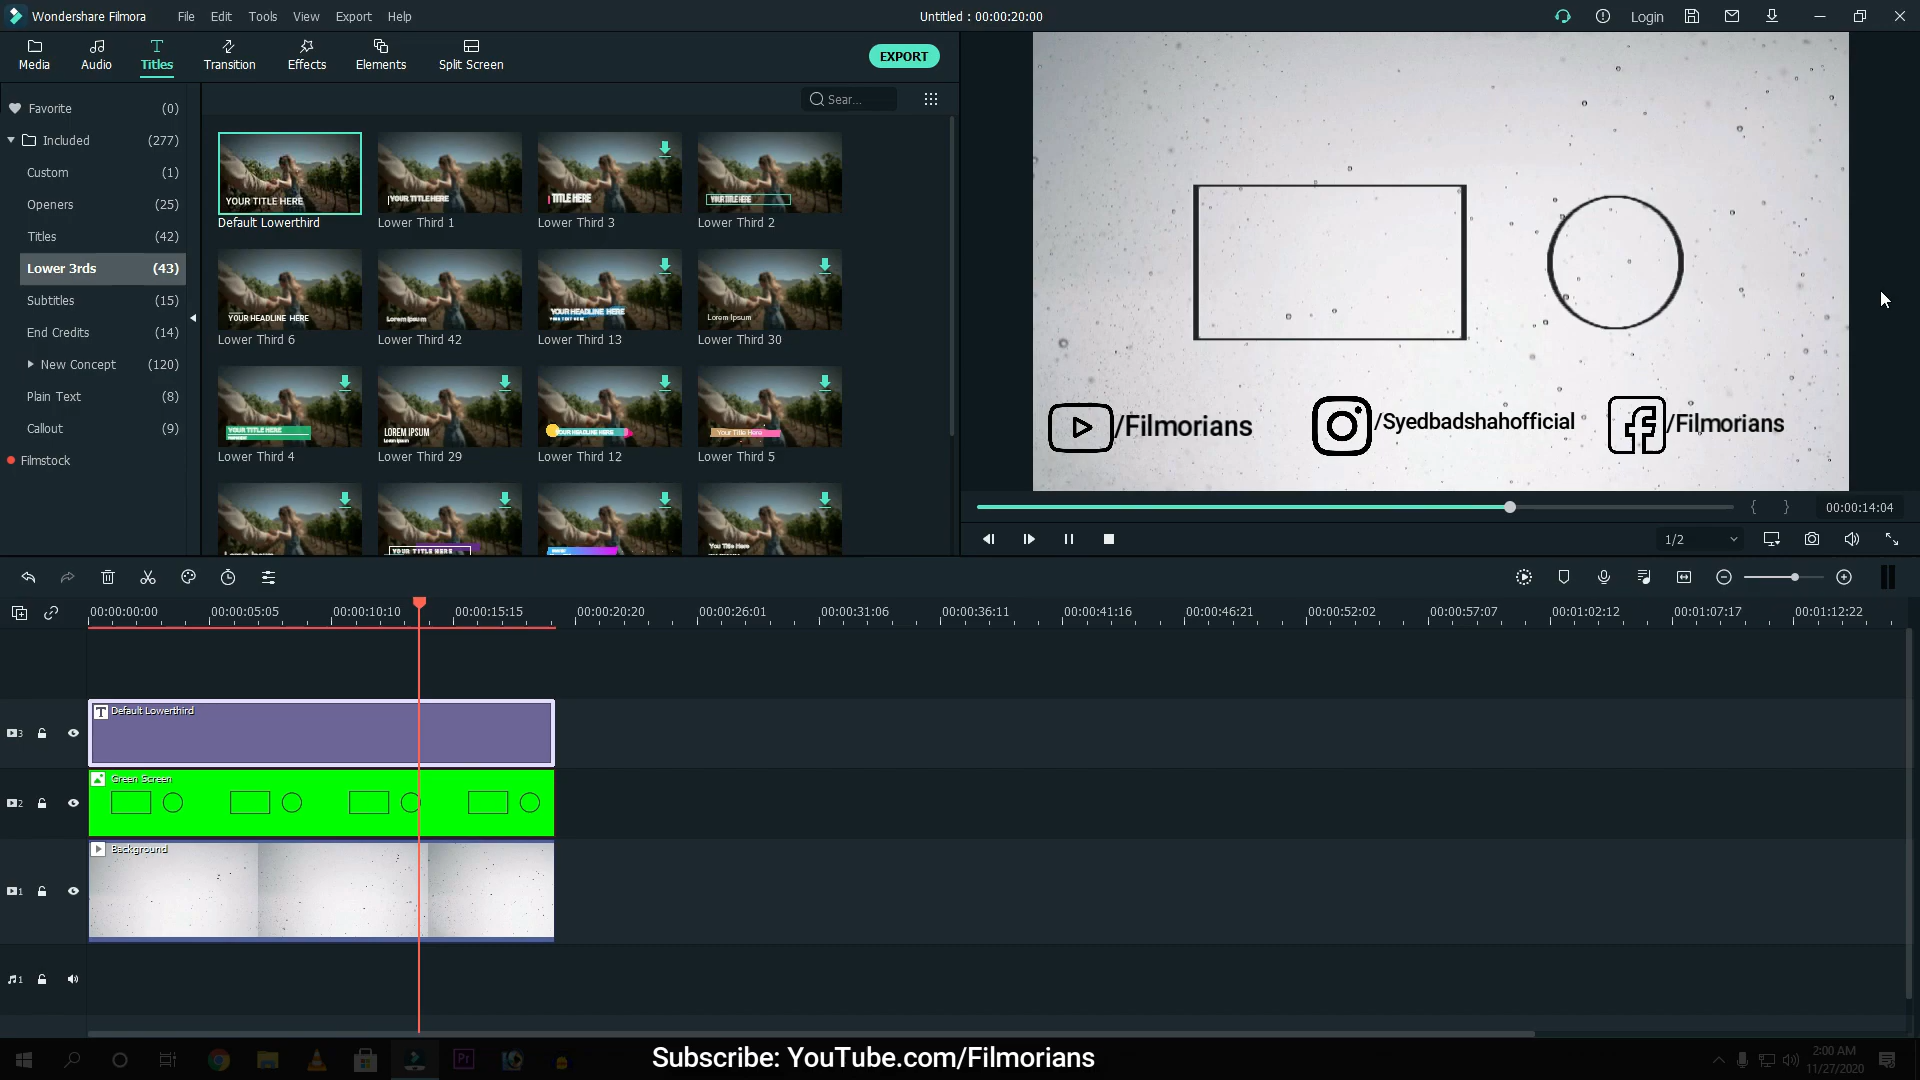 Wondershare Filmora File Edit Tools View Export Help Untitled : 00:00:20:00 Login
Media Audio Titles Transition Effects Elements Split Screen EXPORT
Sear...
Favorite (0)
Included (277)
Custom (1)
Openers (25)
Titles (42)
Lower 3rds (43)
Subtitles (15)
End Credits (14)
New Concept (120)
Plain Text (8)
Callout (9)
Filmstock
YOUR TITLE HERE YOUR TITLE HERE TITLE HERE YOUR TITLE HERE
Default Lowerthird Lower Third 1 Lower Third 3 Lower Third 2
YOUR HEADLINE HERE Lorem Ipsum YOUR HEADLINE HERE Lorem Ipsum
Lower Third 6 Lower Third 42 Lower Third 13 Lower Third 30
YOUR TITLE HERE LOREM IPSUM YOUR HEADLINE HERE Your Title Here
Lower Third 4 Lower Third 29 Lower Third 12 Lower Third 5
YOUR TITLE HERE You Title Here
/Filmorians /Syedbadshahofficial /Filmorians
{ } 00:00:14:04
1/2
00:00:00:00 00:00:05:05 00:00:10:10 00:00:15:15 00:00:20:20 00:00:26:01 00:00:31:06 00:00:36:11 00:00:41:16 00:00:46:21 00:00:52:02 00:00:57:07 00:01:02:12 00:01:07:17 00:01:12:22
3 T Default Lowerthird
2 Green Screen
1 Background
1
Pr
Subscribe: YouTube.com/Filmorians
2:00 AM
11/27/2020